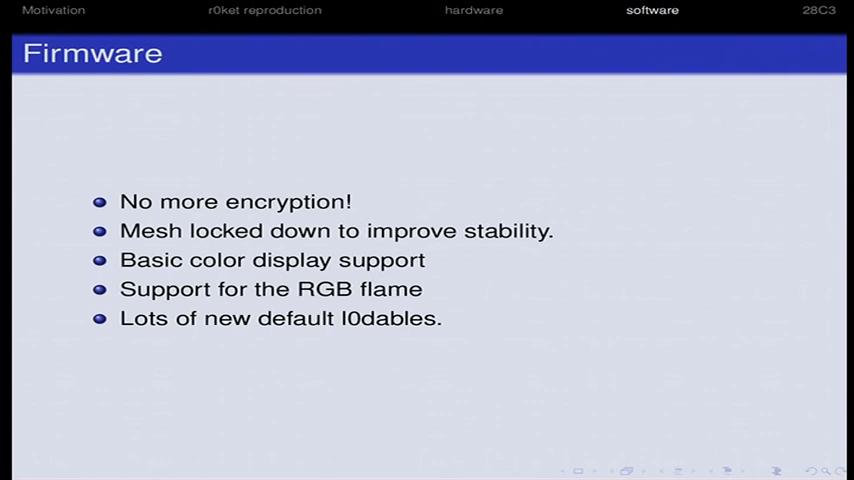 Motivation r0ket reproduction hardware software 28C3
Firmware
No more encryption!
Mesh locked down to improve stability.
Basic color display support
Support for the RGB flame
Lots of new default l0dables.